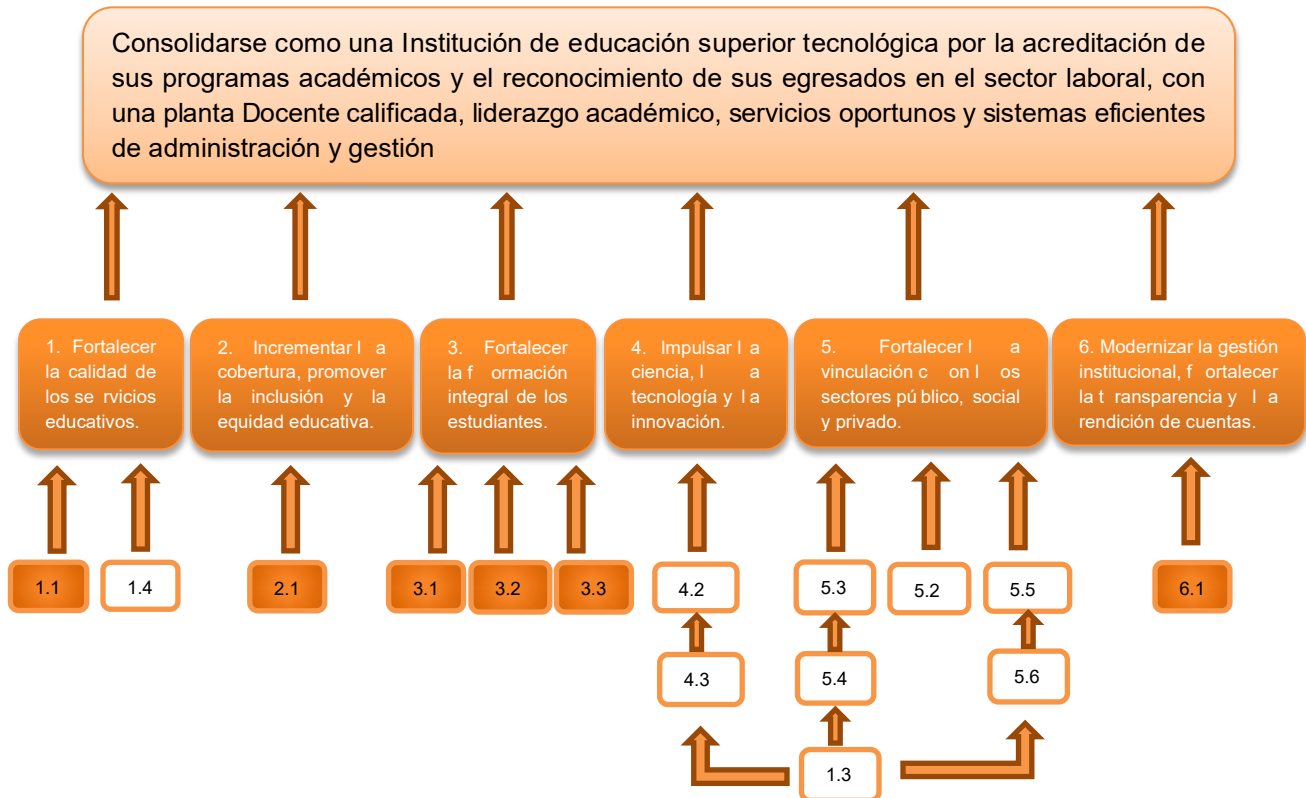 Consolidarse como una Institución de educación superior tecnológica por la acreditación de
sus programas académicos y el reconocimiento de sus egresados en el sector laboral, con
una planta Docente calificada, liderazgo académico, servicios oportunos y sistemas eficientes
de administración y gestión
1. Fortalecer
la calidad de
los se rvicios
educativos.
2. Incrementar l a
cobertura, promover
la inclusión y la
equidad educativa.
3. Fortalecer
la f ormación
integral de los
estudiantes.
4. Impulsar l a
ciencia, l a
tecnología y l a
innovación.
5. Fortalecer l a
vinculación c on l os
sectores pú blico, social
y privado.
6. Modernizar la gestión
institucional, f ortalecer
la t ransparencia y l a
rendición de cuentas.
1.1
1.4
2.1
3.1
3.2
3.3
4.2
5.3
5.2
5.5
6.1
4.3
5.4
5.6
1.3